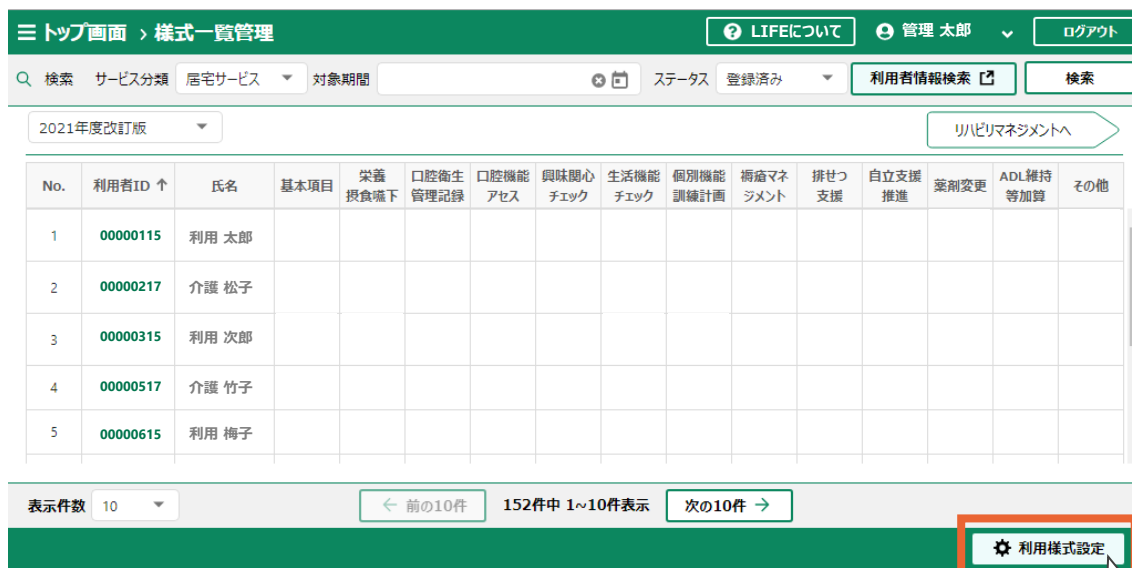 トップ画面 › 様式一覧管理 LIFEについて 管理 太郎 ログアウト
検索 サービス分類 居宅サービス 対象期間 ステータス 登録済み 利用者情報検索 検索
2021年度改訂版 リハビリマネジメントへ
No. 利用者ID ↑ 氏名 基本項目 栄養摂食嚥下 口腔衛生管理記録 口腔機能アセス 興味関心チェック 生活機能チェック 個別機能訓練計画 褥瘡マネジメント 排せつ支援 自立支援推進 薬剤変更 ADL維持等加算 その他
1 00000115 利用 太郎
2 00000217 介護 松子
3 00000315 利用 次郎
4 00000517 介護 竹子
5 00000615 利用 梅子
表示件数 10 ← 前の10件 152件中 1~10件表示 次の10件 →
利用様式設定